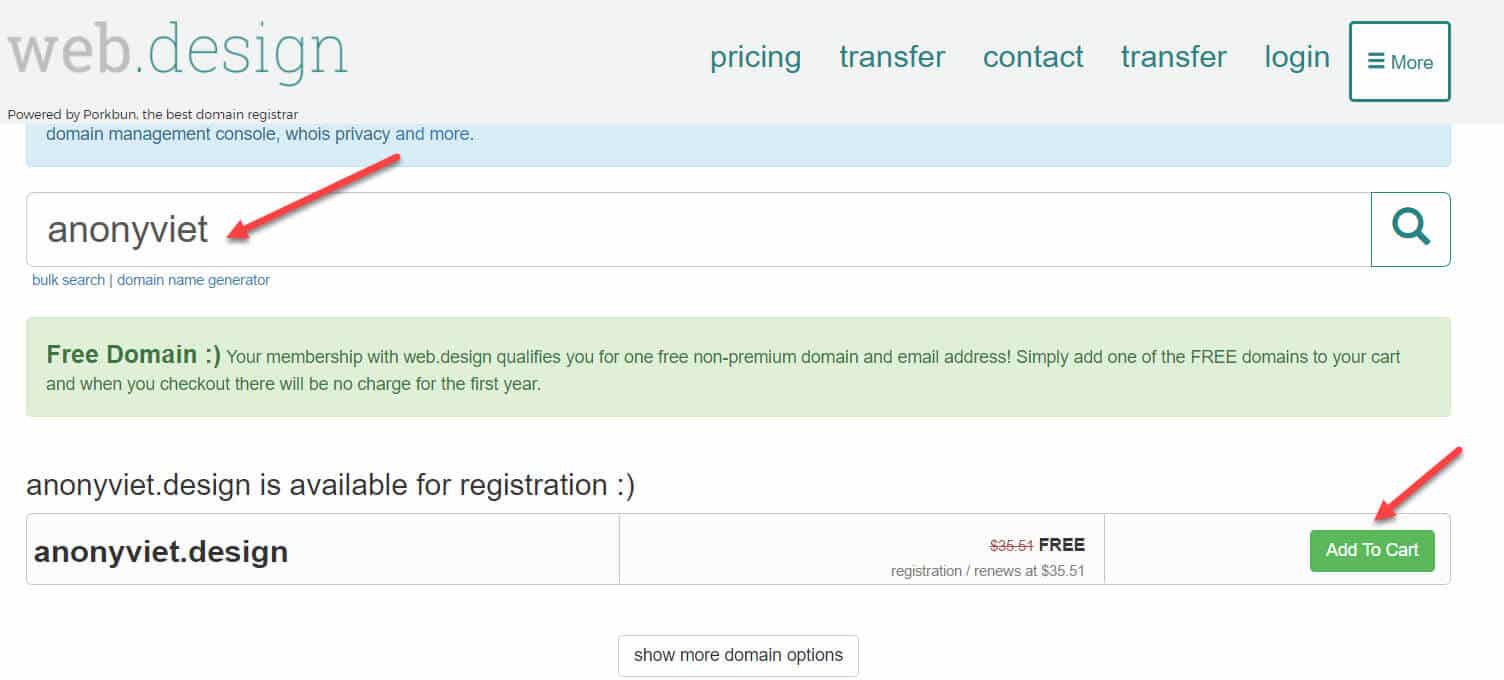 web.design
pricing transfer contact transfer login ☰ More
Powered by Porkbun, the best domain registrar
domain management console, whois privacy and more.
anonyviet
bulk search | domain name generator
Free Domain :) Your membership with web.design qualifies you for one free non-premium domain and email address! Simply add one of the FREE domains to your cart
and when you checkout there will be no charge for the first year.
anonyviet.design is available for registration :)
anonyviet.design
$35.51 FREE
registration / renews at $35.51
Add To Cart
show more domain options